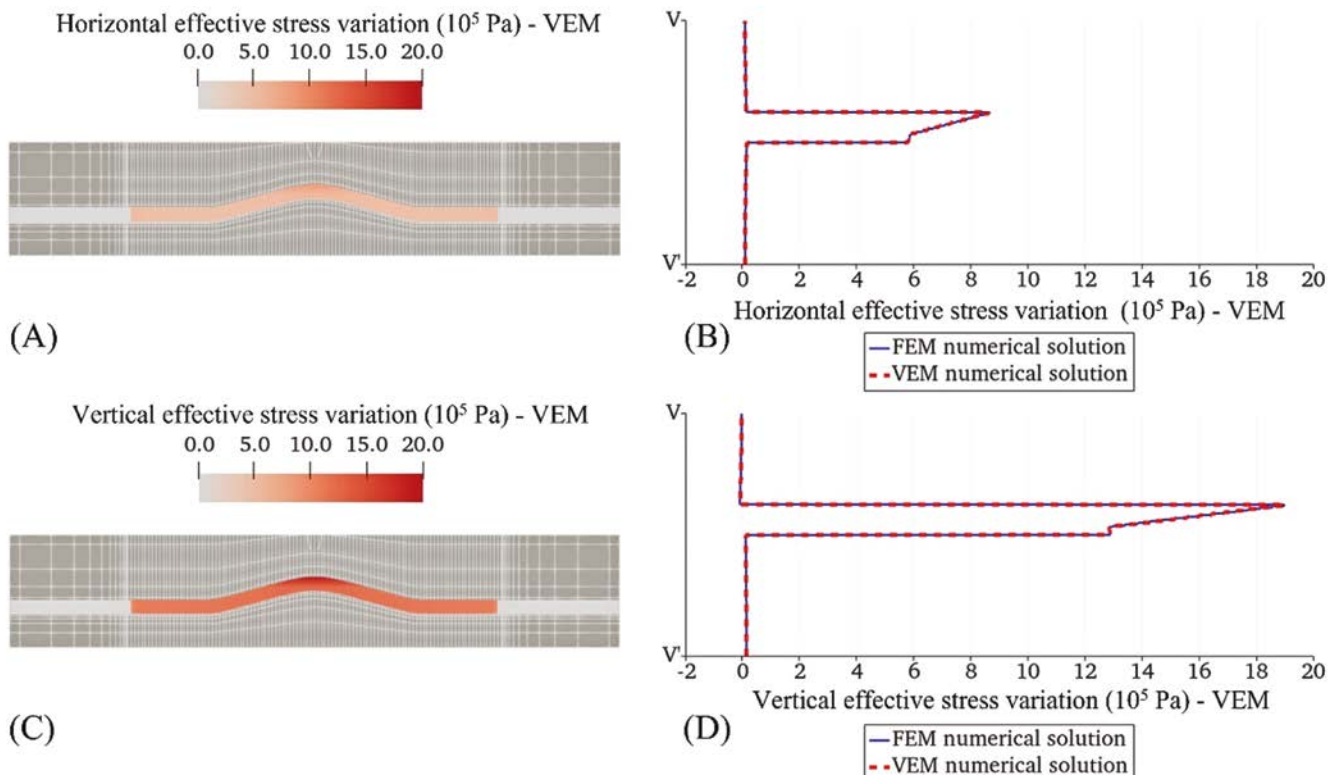 Horizontal effective stress variation (10⁵ Pa) - VEM
0.0 5.0 10.0 15.0 20.0
(A)
V
V'
-2 0 2 4 6 8 10 12 14 16 18 20
Horizontal effective stress variation (10⁵ Pa) - VEM
(B)
FEM numerical solution
VEM numerical solution
Vertical effective stress variation (10⁵ Pa) - VEM
0.0 5.0 10.0 15.0 20.0
(C)
V
V'
-2 0 2 4 6 8 10 12 14 16 18 20
Vertical effective stress variation (10⁵ Pa) - VEM
(D)
FEM numerical solution
VEM numerical solution